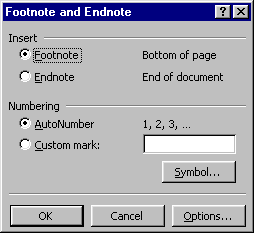 Footnote and Endnote
Insert
Footnote Bottom of page
Endnote End of document
Numbering
AutoNumber 1, 2, 3, ...
Custom mark:
Symbol...
OK Cancel Options...